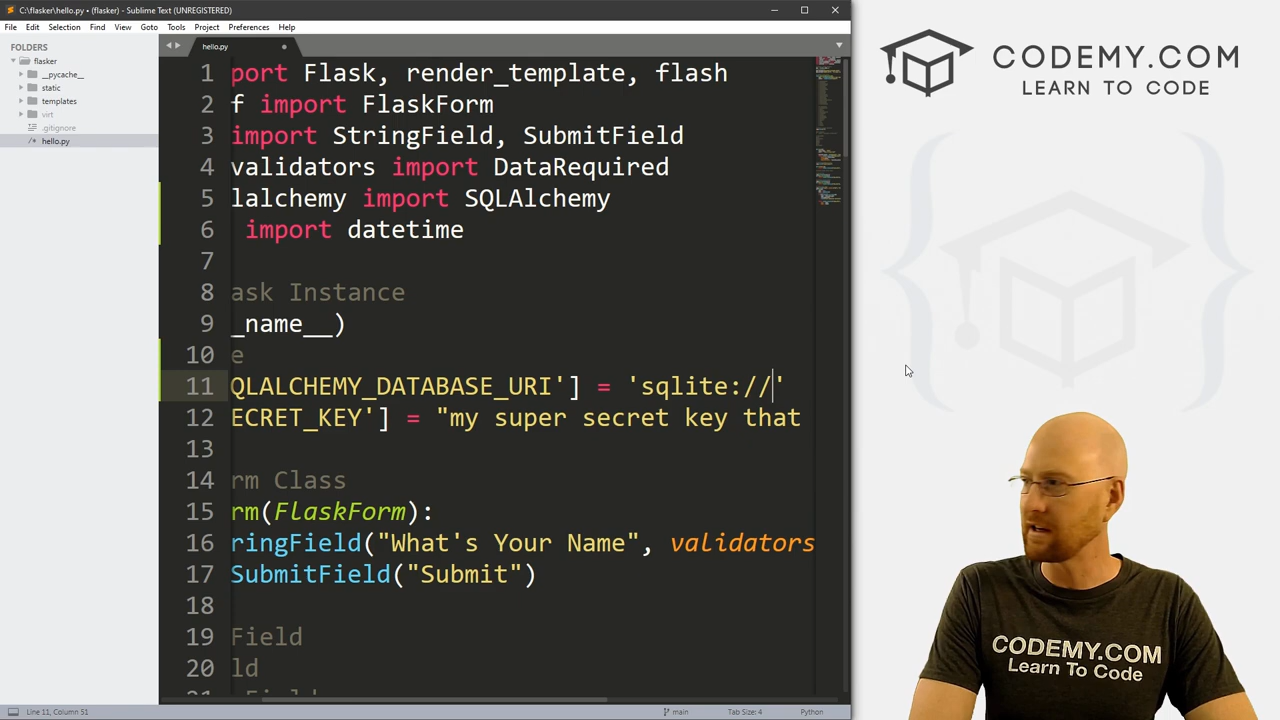 C:\flasker\hello.py • (flasker) - Sublime Text (UNREGISTERED)
File Edit Selection Find View Goto Tools Project Preferences Help
FOLDERS
flasker
__pycache__
static
templates
virt
.gitignore
hello.py
hello.py
1 port Flask, render_template, flash
2 f import FlaskForm
3 import StringField, SubmitField
4 validators import DataRequired
5 lalchemy import SQLAlchemy
6 import datetime
7
8 ask Instance
9 _name__)
10 e
11 QLALCHEMY_DATABASE_URI'] = 'sqlite://'
12 ECRET_KEY'] = "my super secret key that
13
14 rm Class
15 rm(FlaskForm):
16 ringField("What's Your Name", validators
17 SubmitField("Submit")
18
19 Field
20 ld
Line 11, Column 51
main
Tab Size: 4
Python
CODEMY.COM
LEARN TO CODE
CODEMY.COM
Learn To Code